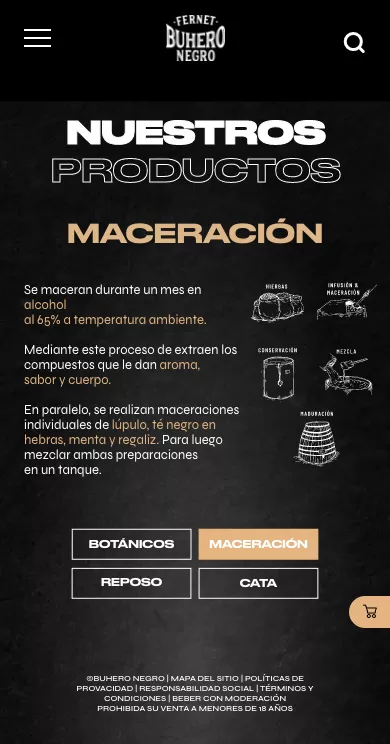 -FERNET-
BUHERO
NEGRO
NUESTROS
PRODUCTOS
MACERACIÓN
Se maceran durante un mes en
alcohol
al 65% a temperatura ambiente.
Mediante este proceso de extraen los
compuestos que le dan aroma,
sabor y cuerpo.
En paralelo, se realizan maceraciones
individuales de lúpulo, té negro en
hebras, menta y regaliz. Para luego
mezclar ambas preparaciones
en un tanque.
HIERBAS
INFUSIÓN &
MACERACIÓN
CONSERVACIÓN
MEZCLA
MADURACIÓN
BOTÁNICOS
MACERACIÓN
REPOSO
CATA
©BUHERO NEGRO | MAPA DEL SITIO | POLÍTICAS DE
PROVACIDAD | RESPONSABILIDAD SOCIAL | TÉRMINOS Y
CONDICIONES | BEBER CON MODERACIÓN
PROHIBIDA SU VENTA A MENORES DE 18 AÑOS